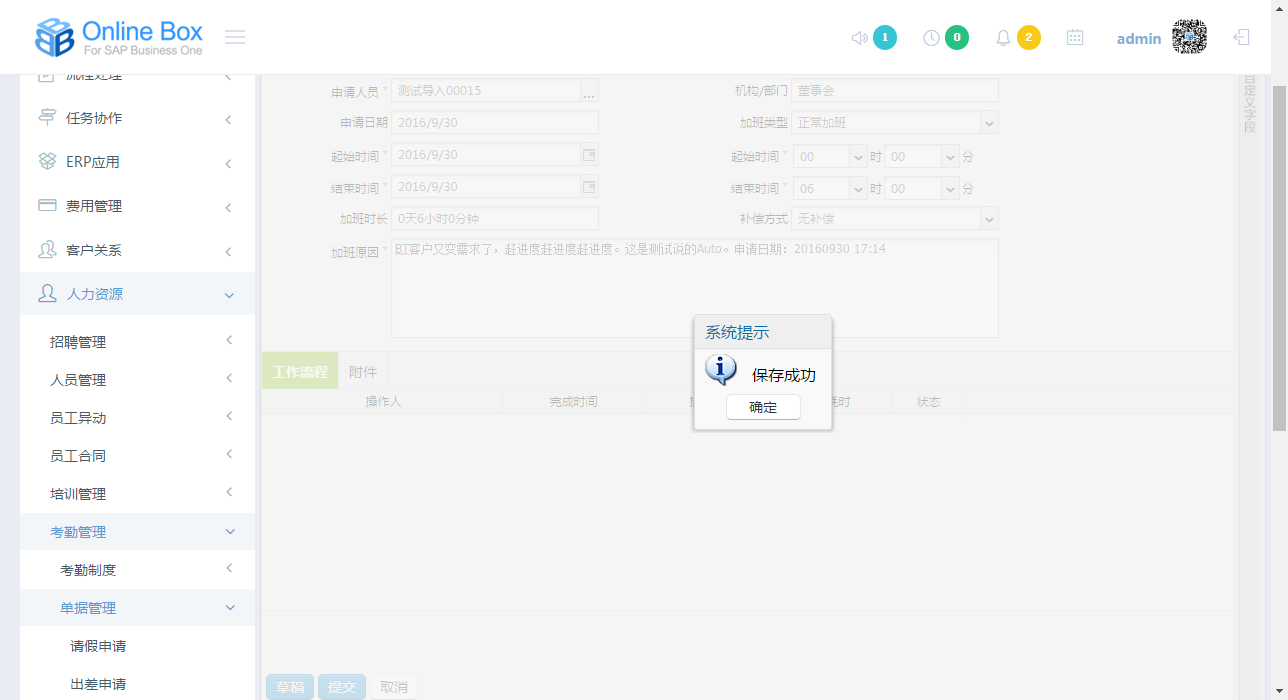 Online Box
For SAP Business One
1
0
2
admin
流程处理
任务协作
ERP应用
费用管理
客户关系
人力资源
招聘管理
人员管理
员工异动
员工合同
培训管理
考勤管理
考勤制度
单据管理
请假申请
出差申请
申请人员 * 测试导入00015 ... 机构/部门 董事会
申请日期 2016/9/30 加班类型 正常加班
起始时间 * 2016/9/30 起始时间 * 00 时 00 分
结束时间 * 2016/9/30 结束时间 * 06 时 00 分
加班时长 0天6小时0分钟 补偿方式 无补偿
加班原因 * BT客户又变需求了，赶进度赶进度赶进度。这是测试说的Auto。申请日期：20160930 17:14
系统提示
保存成功
确定
工作流程 附件
操作人 完成时间 耗时 状态
草稿 提交 取消
自定义字段